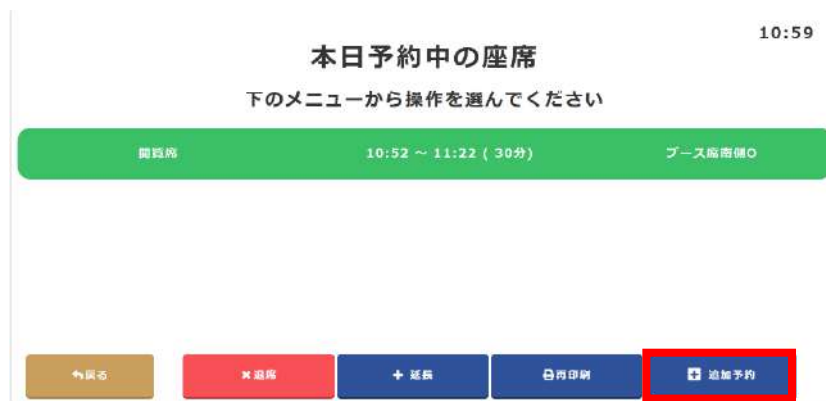 10:59
本日予約中の座席
下のメニューから操作を選んでください
閲覧席 10:52 ~ 11:22 ( 30分) ブース席南側O
戻る 退席 延長 再印刷 追加予約